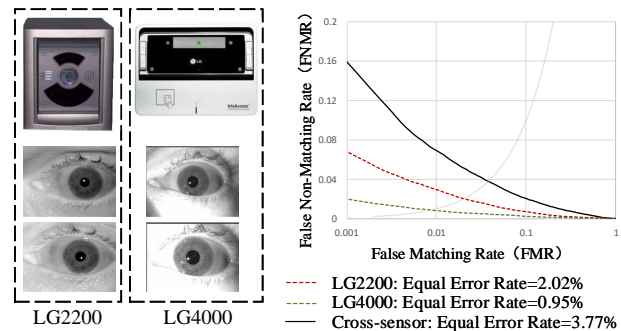 LG
IrisAccess
LG2200
LG4000
False Non-Matching Rate（FNMR）
0.2
0.16
0.12
0.08
0.04
0
0.001
0.01
0.1
1
False Matching Rate（FMR）
LG2200: Equal Error Rate=2.02%
LG4000: Equal Error Rate=0.95%
Cross-sensor: Equal Error Rate=3.77%